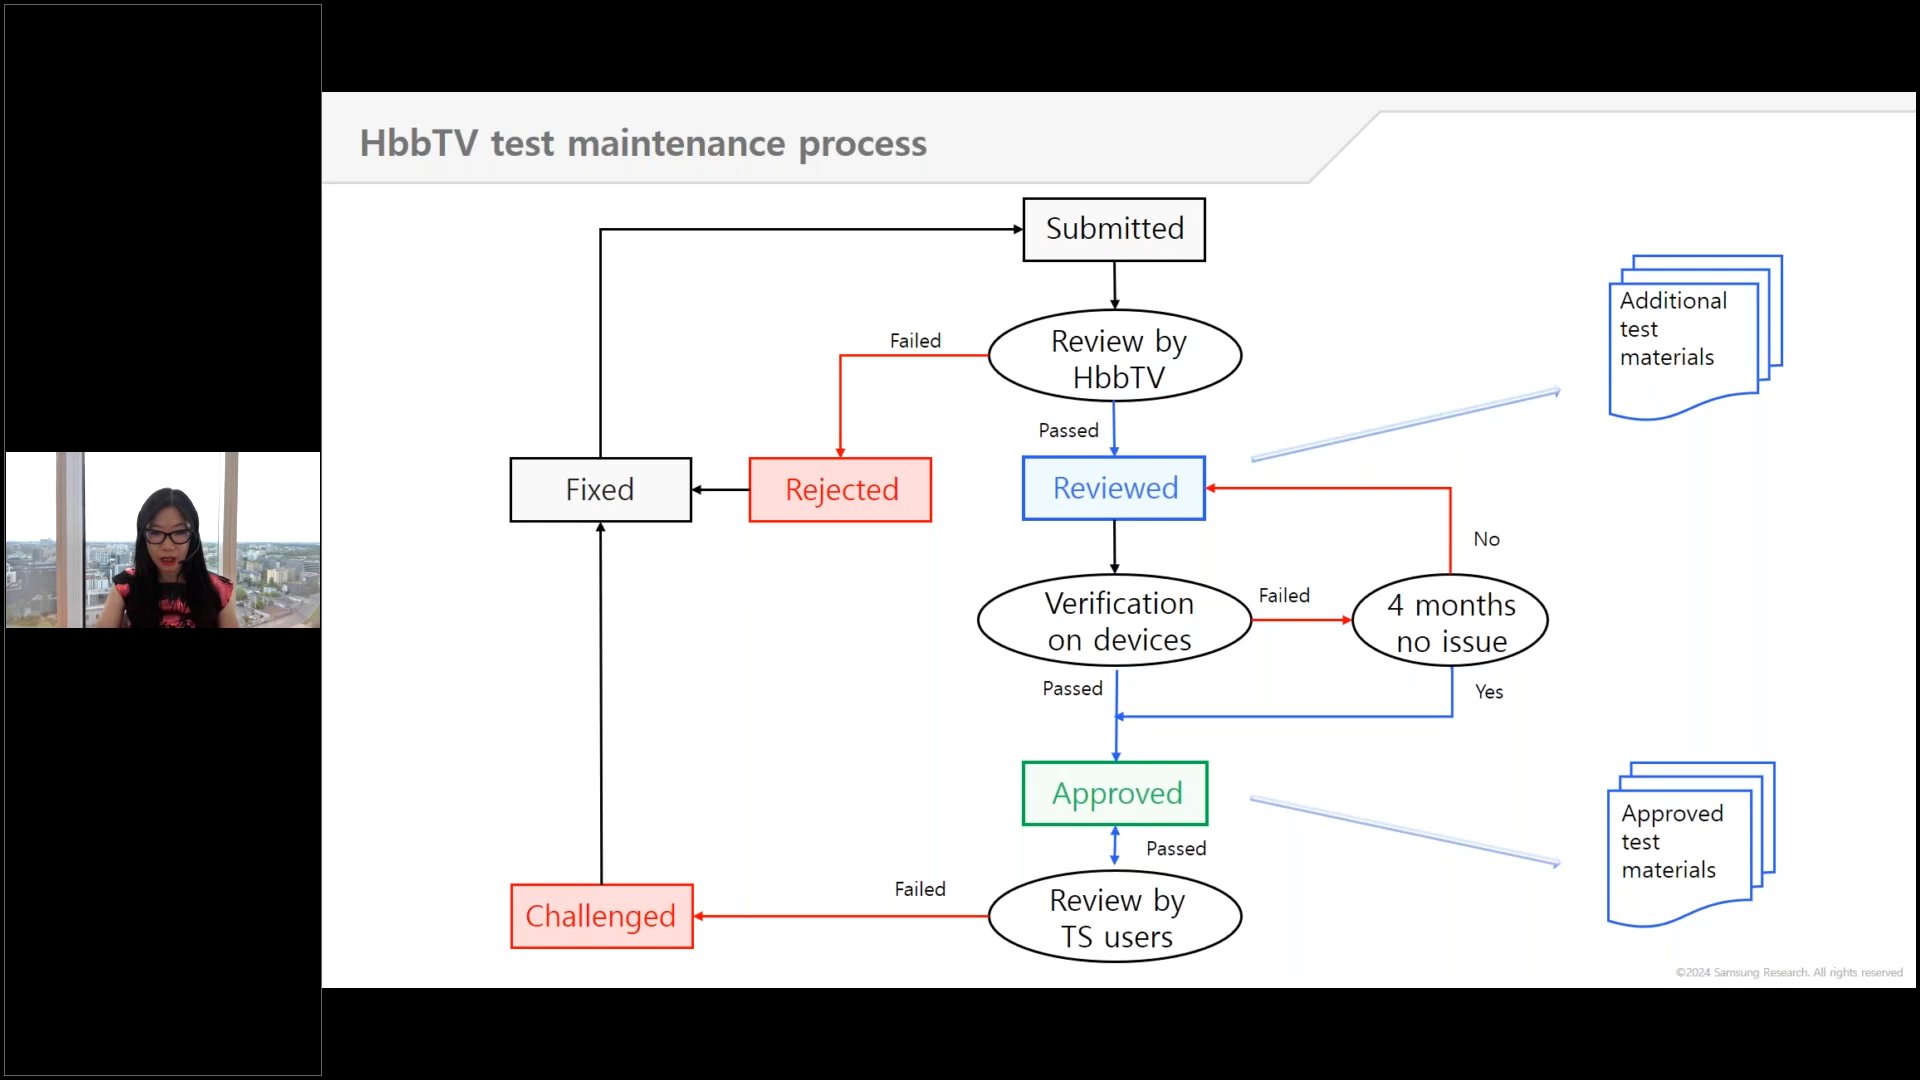 HbbTV test maintenance process
Submitted
Failed
Review by
HbbTV
Passed
Additional
test
materials
Fixed
Rejected
Reviewed
No
Verification
on devices
Failed
4 months
no issue
Passed
Yes
Approved
Passed
Approved
test
materials
Challenged
Failed
Review by
TS users
©2024 Samsung Research. All rights reserved